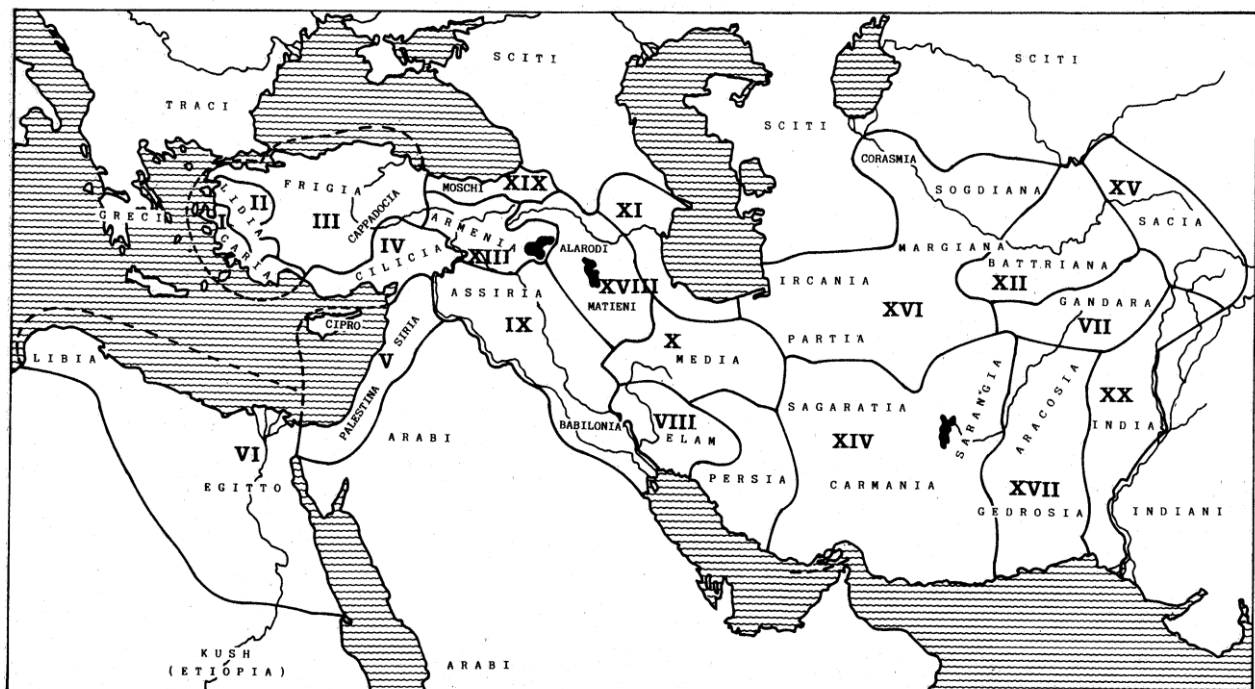 SCITI
SCITI
TRACI
SCITI
CORASMIA
SOGDIANA
XV
SACIA
MOSCHI
XIX
XI
FRIGIA
LIDIA
II
I
GRECI
CARIA
III
CAPPADOCIA
IV
CILICIA
ARMENIA
XIII
ALARODI
XVIII
MATIENI
MARGIANA
BATTRIANA
XII
IRCANIA
XVI
GANDARA
VII
ASSIRIA
IX
CIPRO
SIRIA
V
PALESTINA
X
MEDIA
PARTIA
LIBIA
VI
EGITTO
ARABI
BABILONIA
VIII
ELAM
PERSIA
SAGARATIA
XIV
CARMANIA
SARANGIA
ARACOSIA
XVII
GEDROSIA
XX
INDIA
INDIANI
KUSH
(ETIOPIA)
ARABI